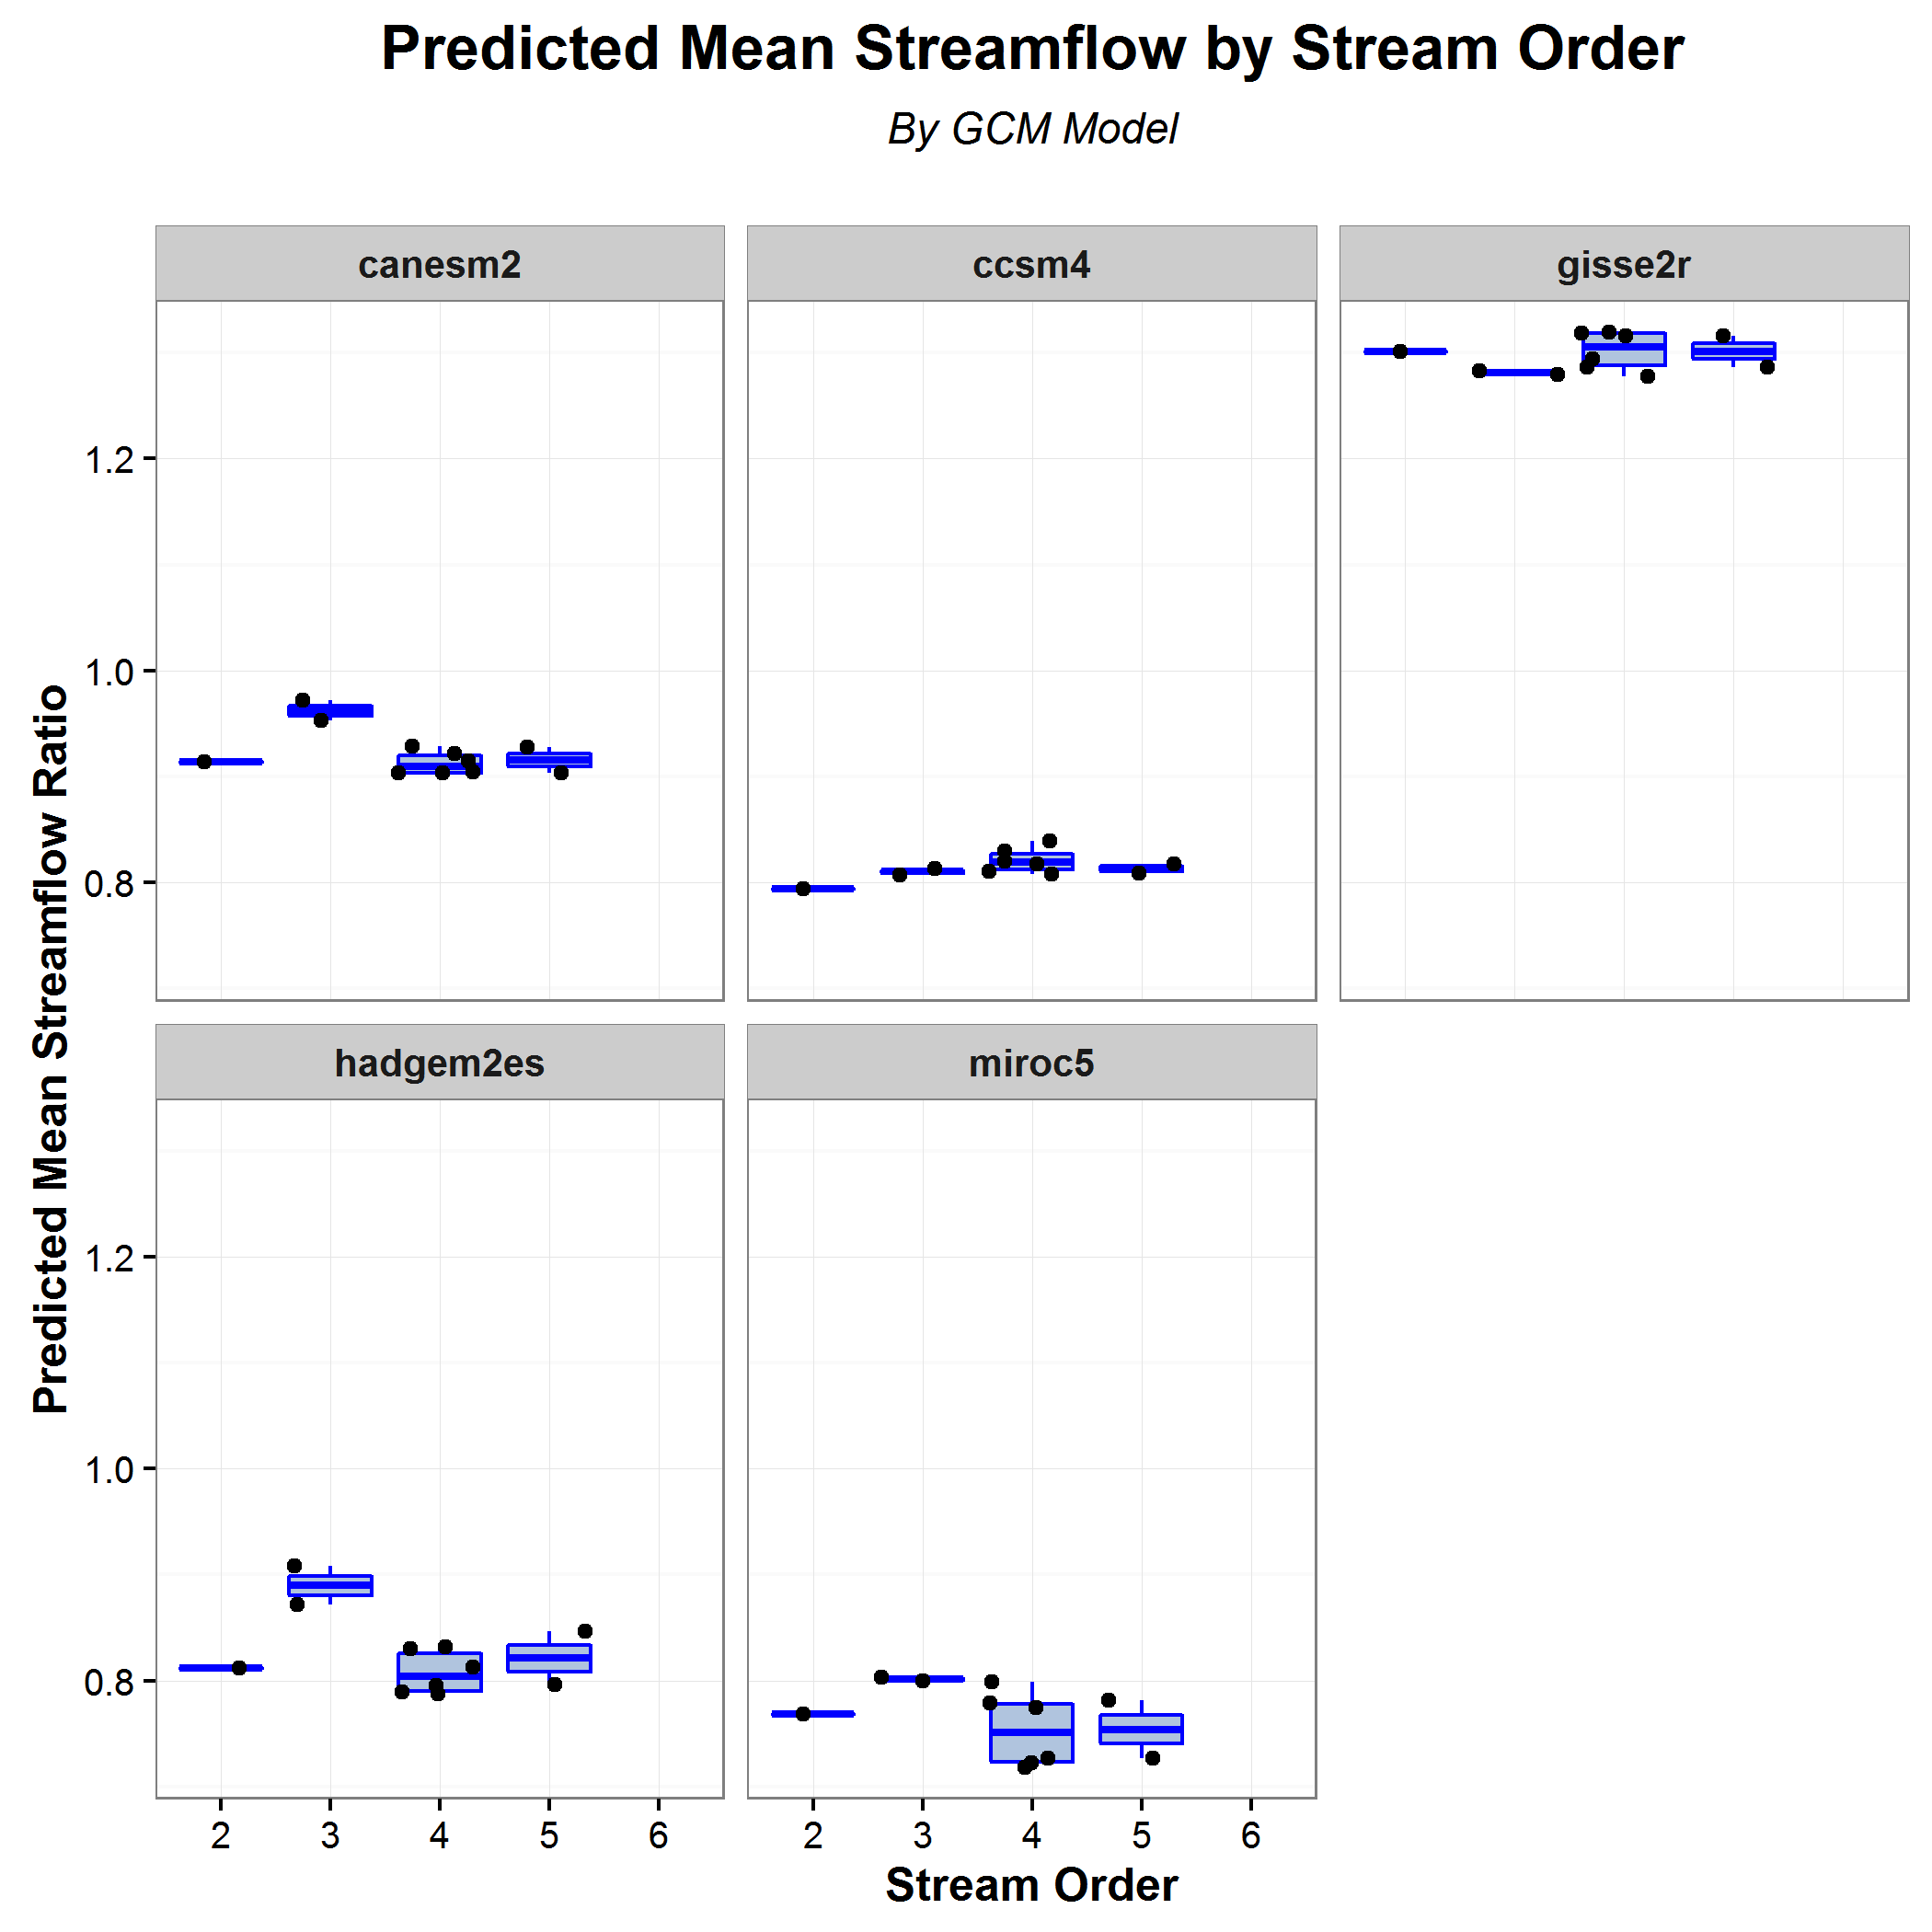 Predicted Mean Streamflow by Stream Order
By GCM Model
canesm2
ccsm4
gisse2r
1.2
1.0
0.8
Predicted Mean Streamflow Ratio
hadgem2es
miroc5
1.2
1.0
0.8
2 3 4 5 6
2 3 4 5 6
Stream Order